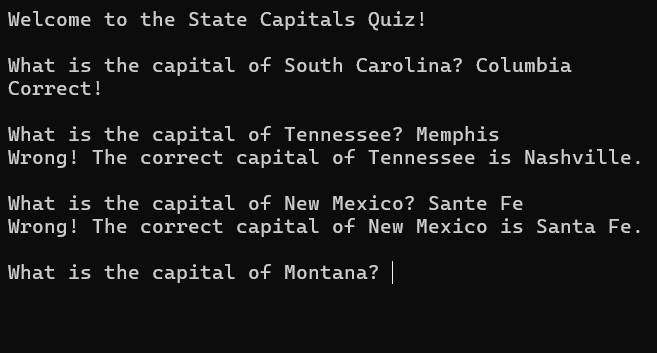 Welcome to the State Capitals Quiz!
What is the capital of South Carolina? Columbia
Correct!
What is the capital of Tennessee? Memphis
Wrong! The correct capital of Tennessee is Nashville.
What is the capital of New Mexico? Sante Fe
Wrong! The correct capital of New Mexico is Santa Fe.
What is the capital of Montana?